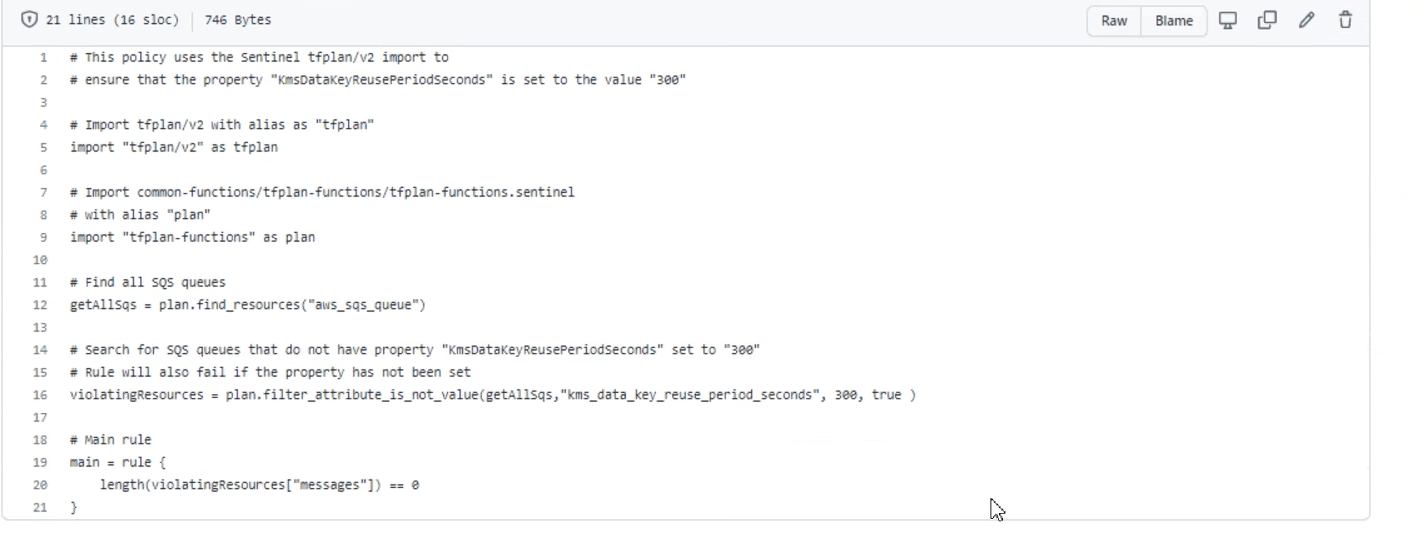 21 lines (16 sloc) 746 Bytes Raw Blame
1 # This policy uses the Sentinel tfplan/v2 import to
2 # ensure that the property "KmsDataKeyReusePeriodSeconds" is set to the value "300"
3
4 # Import tfplan/v2 with alias as "tfplan"
5 import "tfplan/v2" as tfplan
6
7 # Import common-functions/tfplan-functions/tfplan-functions.sentinel
8 # with alias "plan"
9 import "tfplan-functions" as plan
10
11 # Find all SQS queues
12 getAllSqs = plan.find_resources("aws_sqs_queue")
13
14 # Search for SQS queues that do not have property "KmsDataKeyReusePeriodSeconds" set to "300"
15 # Rule will also fail if the property has not been set
16 violatingResources = plan.filter_attribute_is_not_value(getAllSqs,"kms_data_key_reuse_period_seconds", 300, true )
17
18 # Main rule
19 main = rule {
20     length(violatingResources["messages"]) == 0
21 }